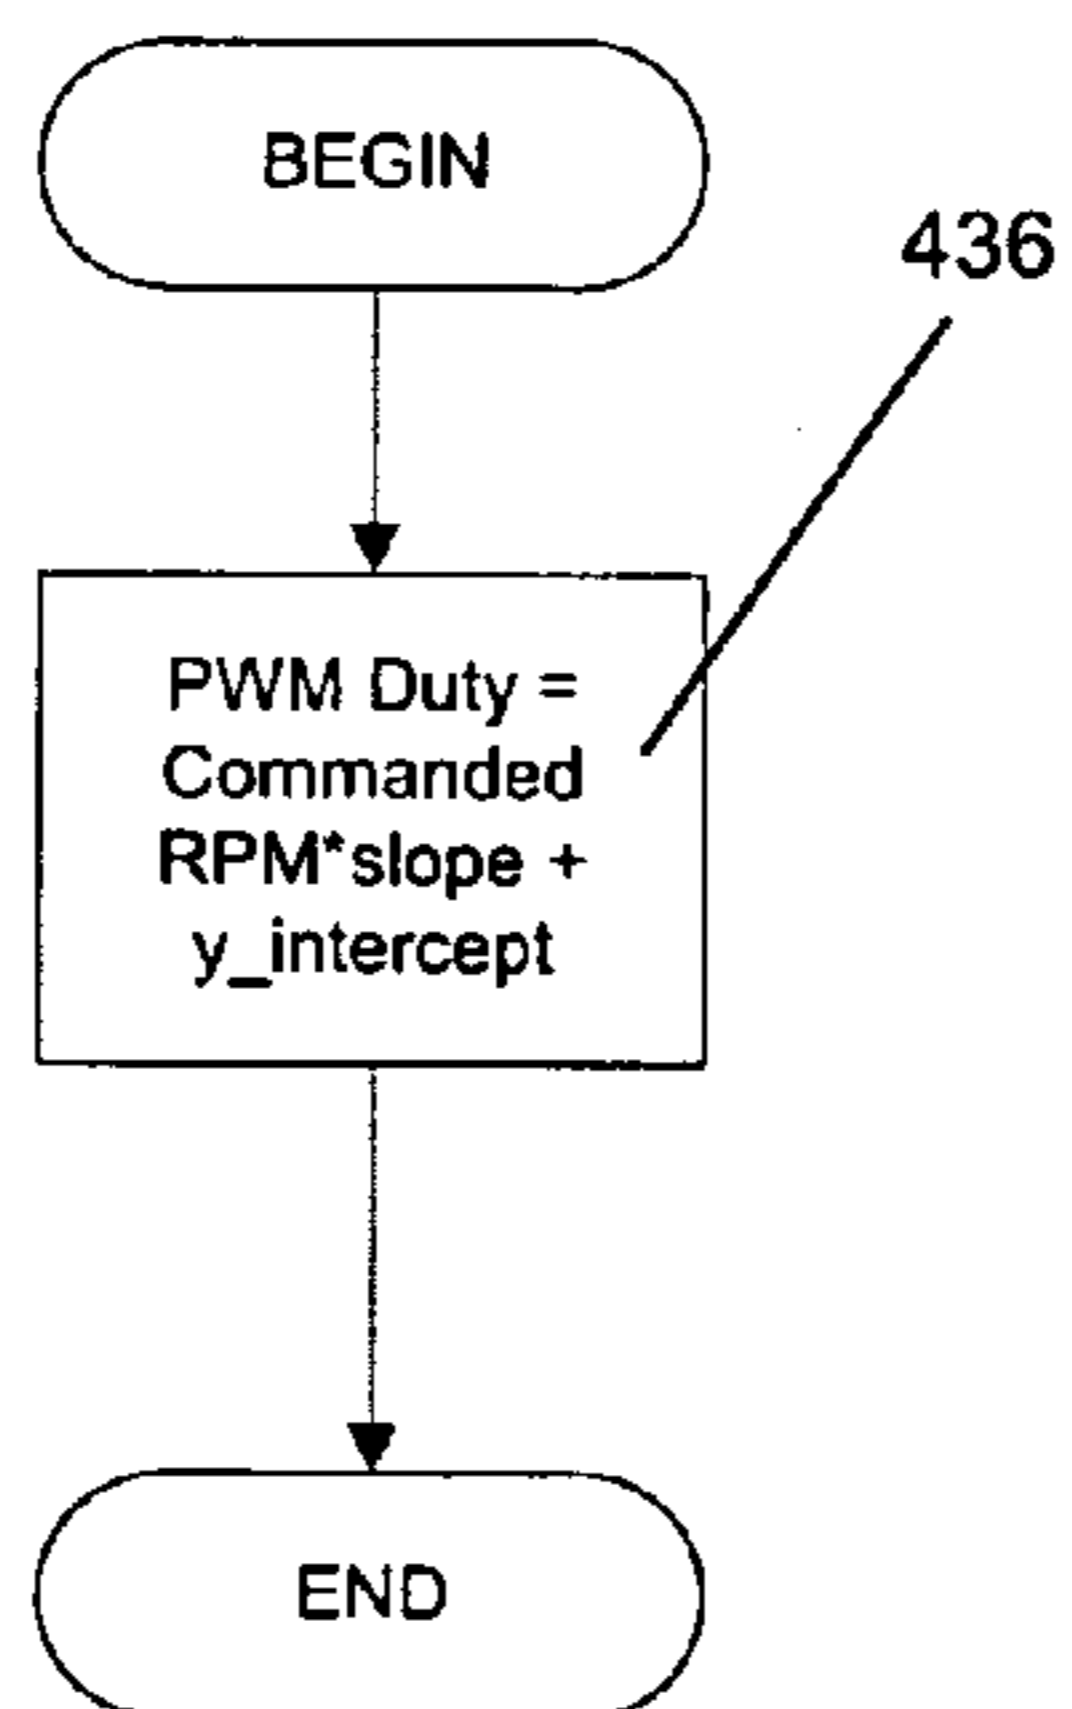 BEGIN
436
PWM Duty =
Commanded
RPM*slope +
y_intercept
END